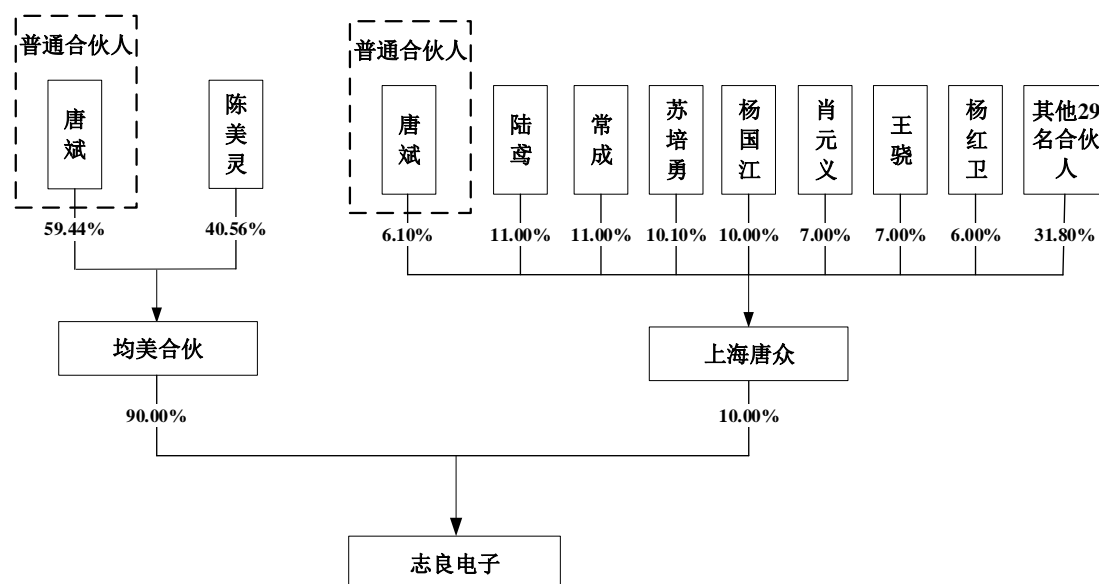 普通合伙人
唐斌
陈美灵
59.44%
40.56%
均美合伙
90.00%
普通合伙人
唐斌
陆鸢
常成
苏培勇
杨国江
肖元义
王骁
杨红卫
其他29
名合伙
人
6.10%
11.00%
11.00%
10.10%
10.00%
7.00%
7.00%
6.00%
31.80%
上海唐众
10.00%
志良电子